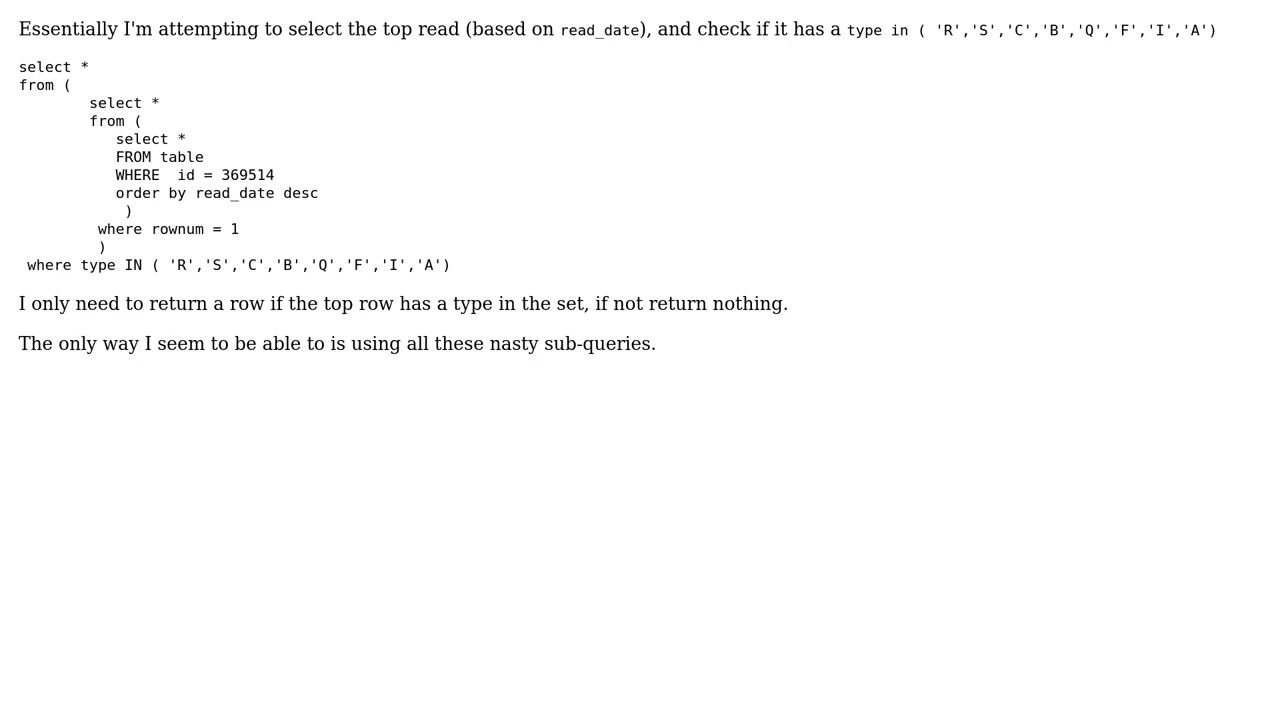 Essentially I'm attempting to select the top read (based on read_date), and check if it has a type in ( 'R','S','C','B','Q','F','I','A')
select *
from (
        select *
        from (
           select *
           FROM table
           WHERE  id = 369514
           order by read_date desc
            )
         where rownum = 1
         )
 where type IN ( 'R','S','C','B','Q','F','I','A')
I only need to return a row if the top row has a type in the set, if not return nothing.
The only way I seem to be able to is using all these nasty sub-queries.